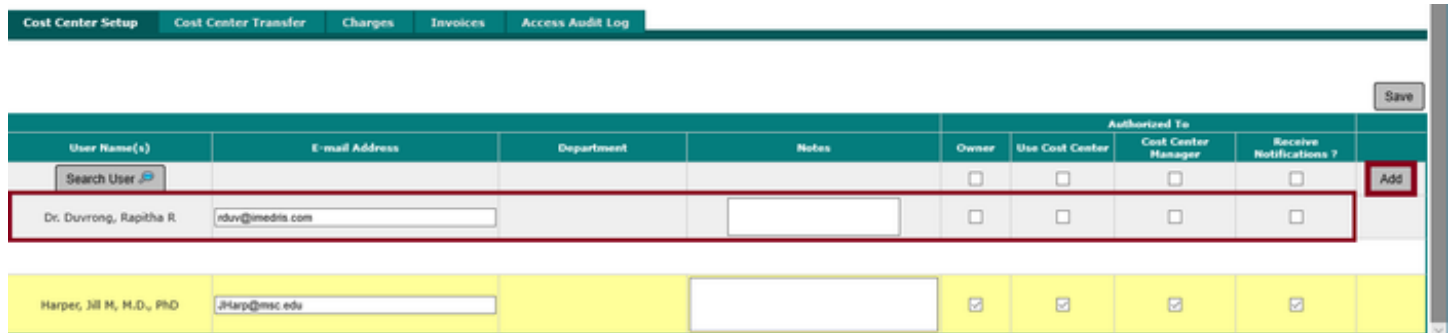 Cost Center Setup Cost Center Transfer Charges Invoices Access Audit Log
Save
Authorized To
User Name(s) E-mail Address Department Notes Owner Use Cost Center Cost Center Manager Receive Notifications ?
Search User Add
Dr. Duvrong, Rapitha R rduv@imedris.com
Harper, Jill M, M.D., PhD JHarp@msc.edu